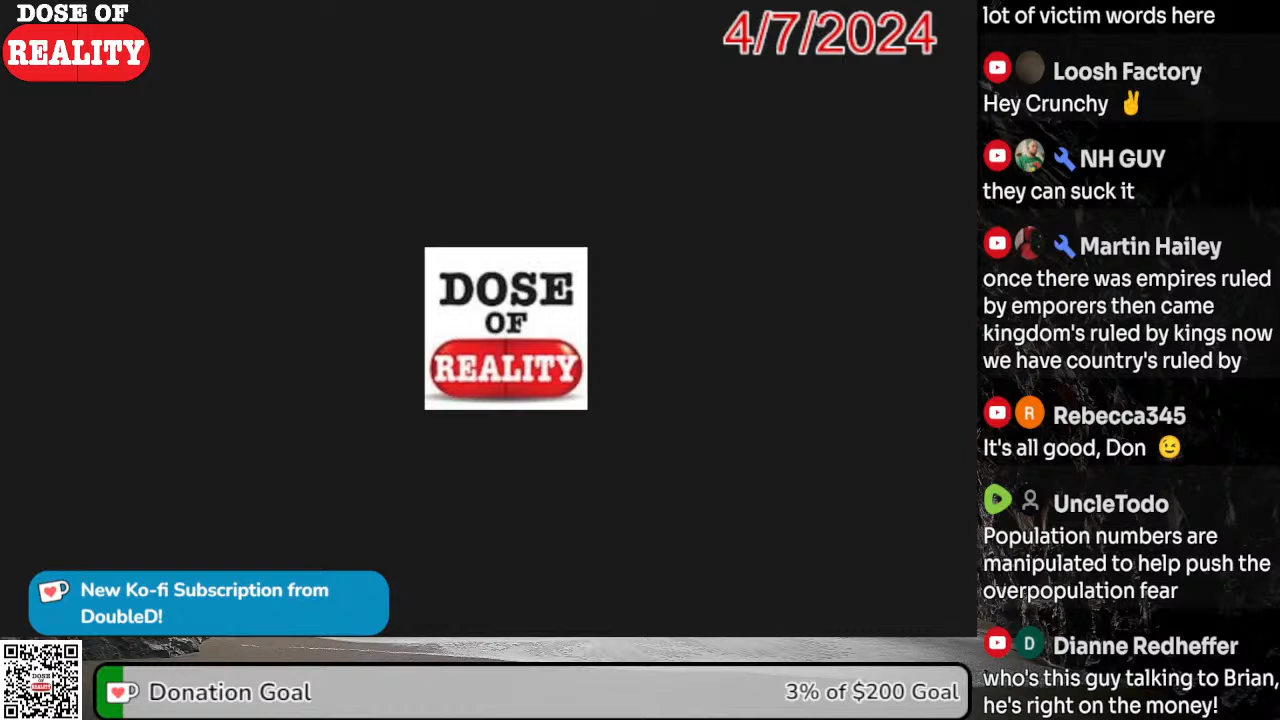 DOSE OF
REALITY
4/7/2024
DOSE
OF
REALITY
New Ko-fi Subscription from
DoubleD!
DOSE
OF
REALITY
Donation Goal
3% of $200 Goal
lot of victim words here
Loosh Factory
Hey Crunchy ✌
NH GUY
they can suck it
Martin Hailey
once there was empires ruled
by emporers then came
kingdom's ruled by kings now
we have country's ruled by
R
Rebecca345
It's all good, Don 😉
UncleTodo
Population numbers are
manipulated to help push the
overpopulation fear
D
Dianne Redheffer
who's this guy talking to Brian,
he's right on the money!